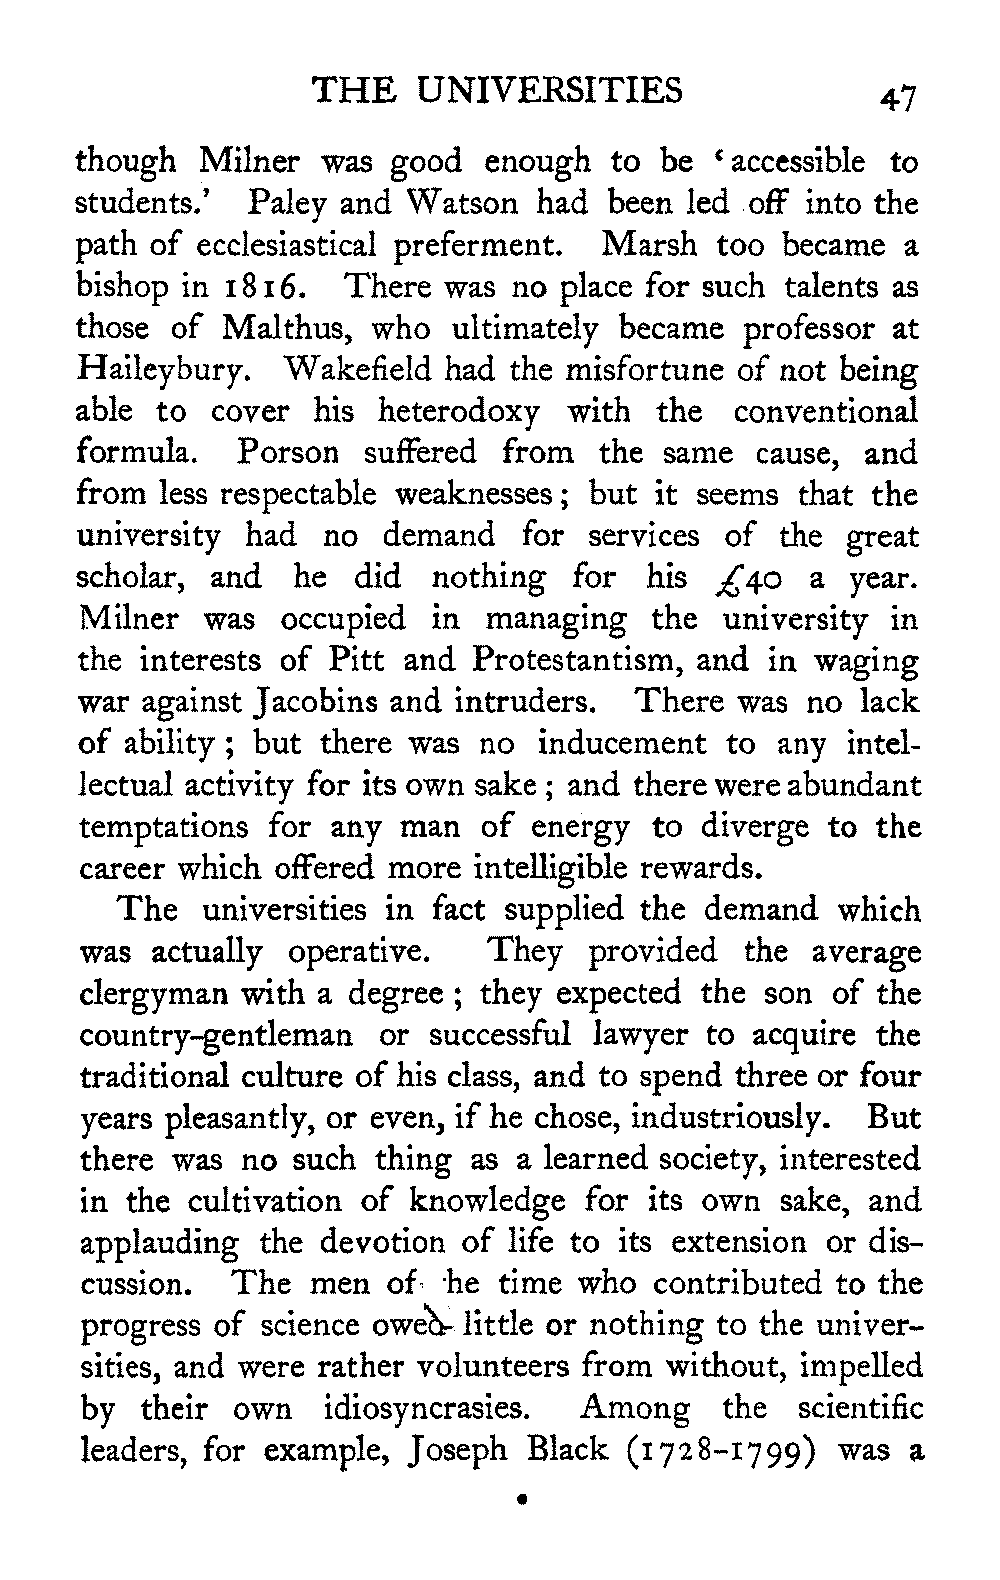 THE UNIVERSITIES 47
though Milner was good enough to be ‘accessible to
students.’ Paley and Watson had been led off into the
path of ecclesiastical preferment. Marsh too became a
bishop in 1816. There was no place for such talents as
those of Malthus, who ultimately became professor at
Haileybury. Wakefield had the misfortune of not being
able to cover his heterodoxy with the conventional
formula. Porson suffered from the same cause, and
from less respectable weaknesses; but it seems that the
university had no demand for services of the great
scholar, and he did nothing for his £40 a year.
Milner was occupied in managing the university in
the interests of Pitt and Protestantism, and in waging
war against Jacobins and intruders. There was no lack
of ability; but there was no inducement to any intel-
lectual activity for its own sake; and there were abundant
temptations for any man of energy to diverge to the
career which offered more intelligible rewards.
The universities in fact supplied the demand which
was actually operative. They provided the average
clergyman with a degree; they expected the son of the
country-gentleman or successful lawyer to acquire the
traditional culture of his class, and to spend three or four
years pleasantly, or even, if he chose, industriously. But
there was no such thing as a learned society, interested
in the cultivation of knowledge for its own sake, and
applauding the devotion of life to its extension or dis-
cussion. The men of he time who contributed to the
progress of science owed little or nothing to the univer-
sities, and were rather volunteers from without, impelled
by their own idiosyncrasies. Among the scientific
leaders, for example, Joseph Black (1728-1799) was a